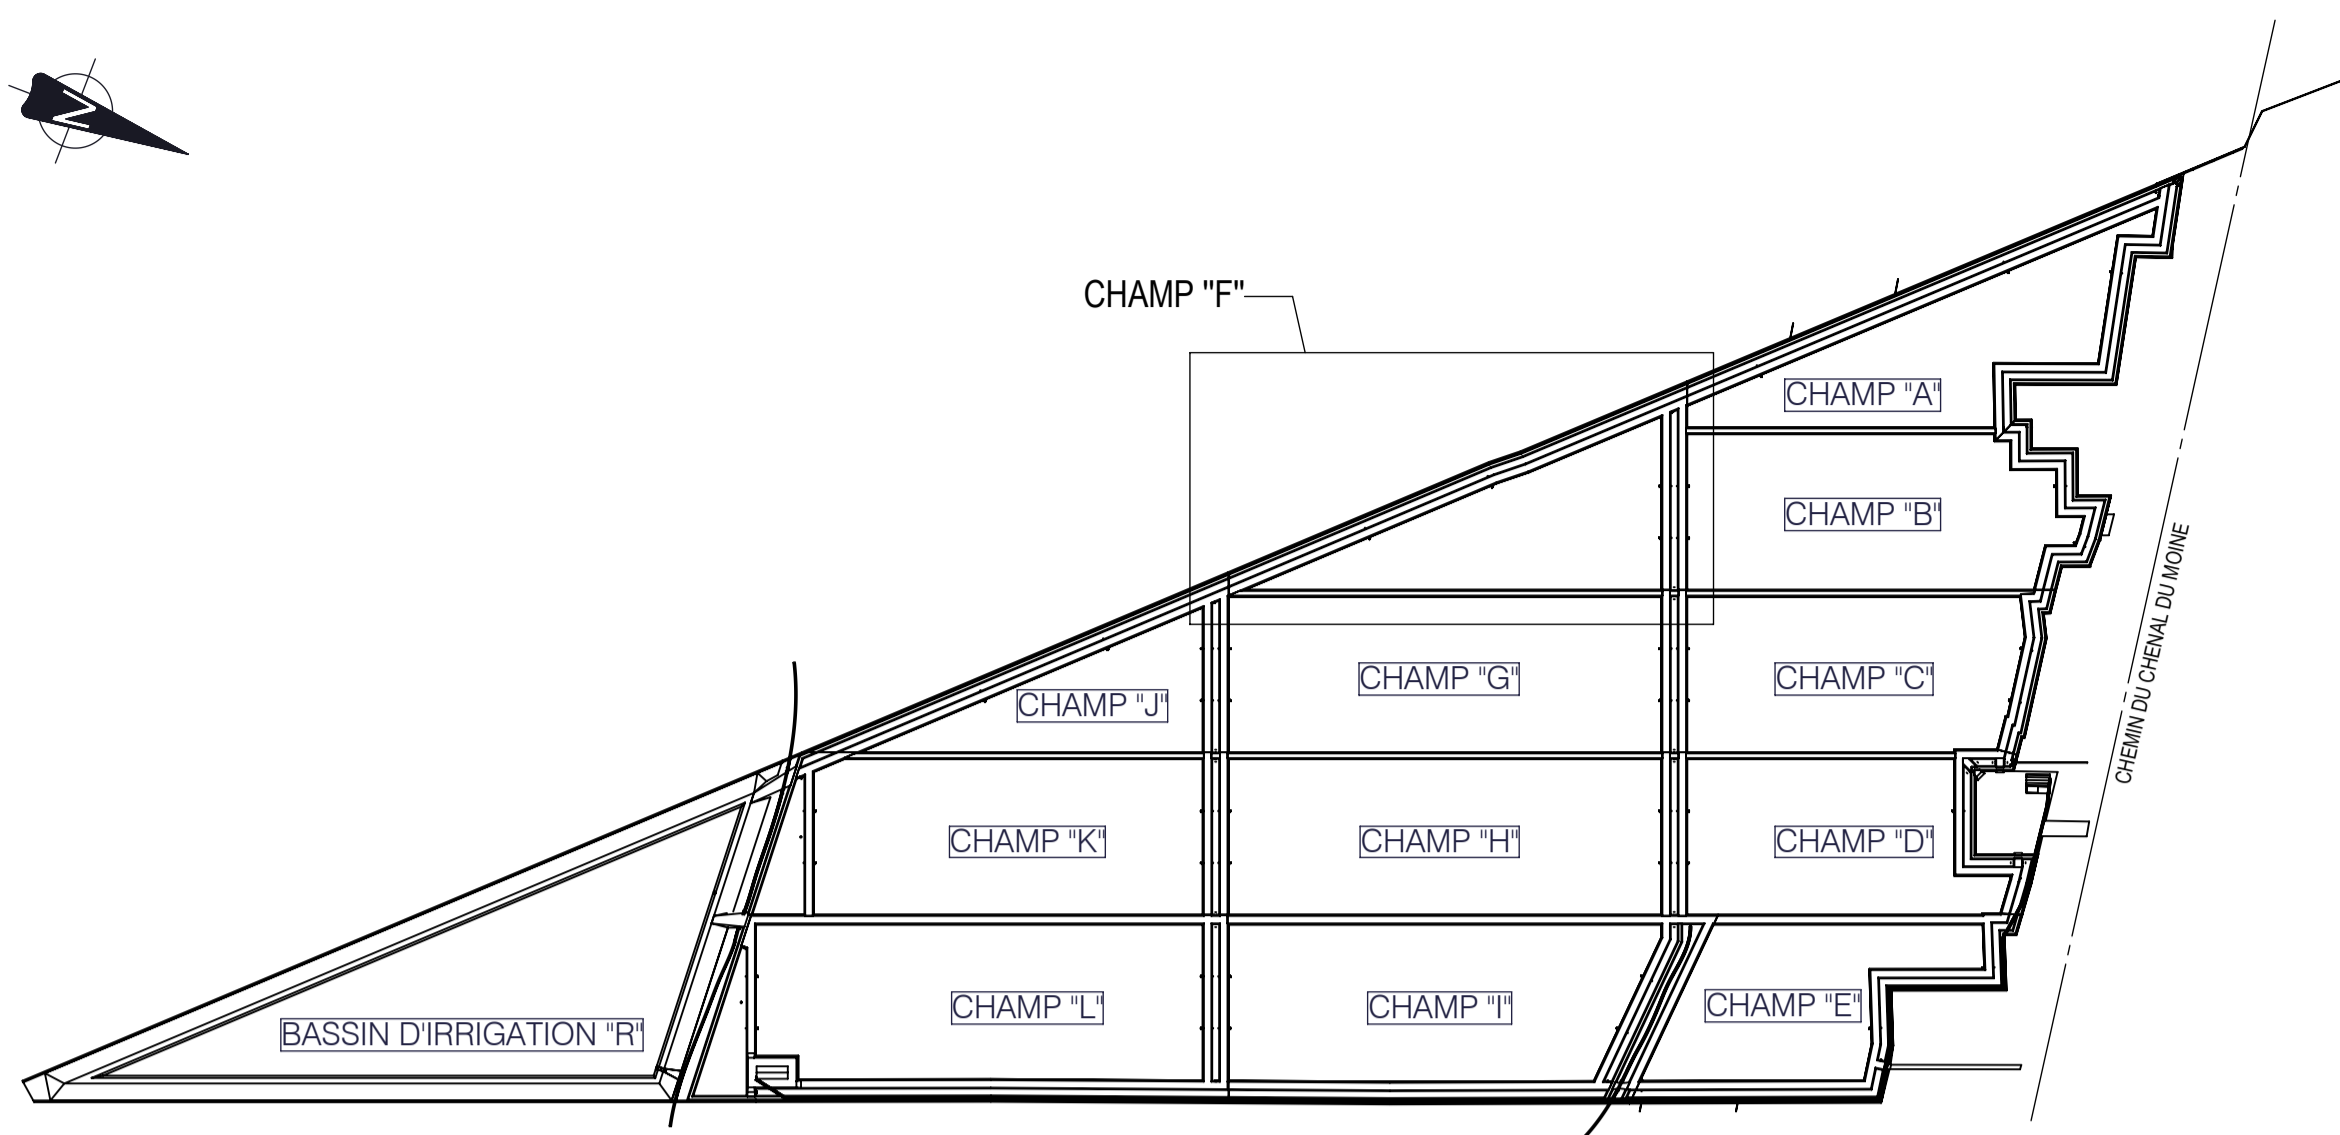 CHAMP "F"
CHAMP "A"
CHAMP "B"
CHEMIN DU CHENAL DU MOINE
CHAMP "J"
CHAMP "G"
CHAMP "C"
CHAMP "K"
CHAMP "H"
CHAMP "D"
CHAMP "L"
CHAMP "I"
CHAMP "E"
BASSIN D'IRRIGATION "R"